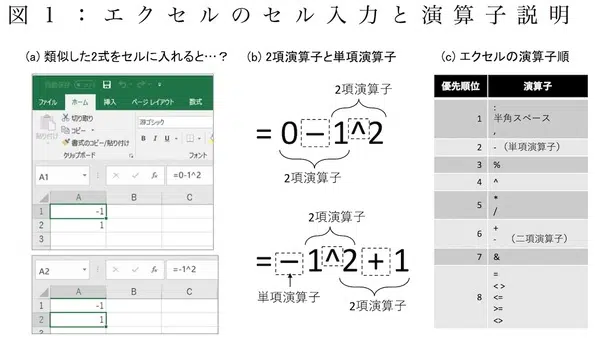 図1:エクセルのセル入力と演算子説明
(a) 類似した2式をセルに入れると…?
ファイル ホーム 挿入 ページ レイアウト 数式
貼り付け
切り取り
コピー
書式のコピー/貼り付け
クリップボード
游ゴシック
B I U
フォント
A1 =0-1^2
A B C
1 -1
2 1
3
A2 =-1^2
A B C
1 -1
2 1
(b) 2項演算子と単項演算子
2項演算子
=0-1^2
2項演算子
2項演算子
=-1^2+1
単項演算子
2項演算子
(c) エクセルの演算子順
優先順位 演算子
1
:
半角スペース
,
2 - (単項演算子)
3 %
4 ^
5
*
/
6
+
- (二項演算子)
7 &
8
=
< >
<=
>=
<>